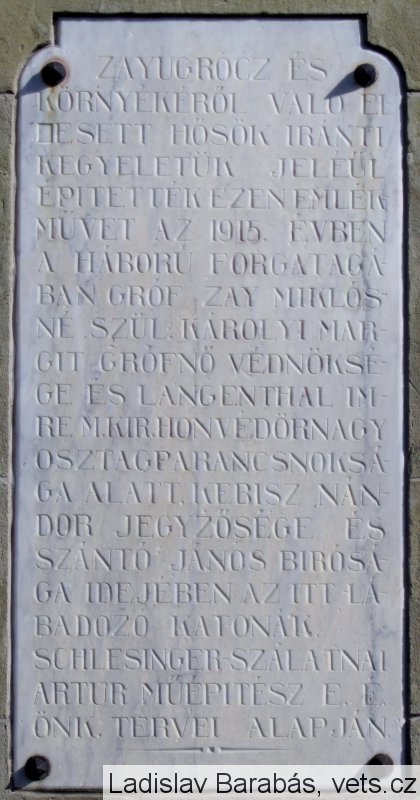 ZAYUGRÓCZ ÉS
KÖRNYÉKÉRŐL VALÓ EL
ESETT HŐSÖK IRÁNTI
KEGYELETÜK JELÉÜL
ÉPITETTÉK EZEN EMLÉK
MŰVET AZ 1915. ÉVBEN
A HÁBORÚ FORGATAGÁ
BAN GRÓF ZAY MIKLÓS-
NÉ SZÜL. KÁROLYI MAR-
GIT GRÓFNŐ VÉDNÖKSÉ-
GE ÉS LANGENTHAL IM-
RE M.KIR.HONVÉDŐRNAGY
OSZTAGPARANCSNOKSÁ-
GA ALATT, KEBISZ NÁN-
DOR JEGYZŐSÉGE ÉS
SZÁNTÓ JÁNOS BIRÓSÁ-
GA IDEJÉBEN AZ ITT LÁ-
BADOZÓ KATONÁK.
SCHLESINGER-SZALATNAI
ARTUR MŰÉPITÉSZ E. É.
ÖNK. TERVEI ALAPJÁN.
Ladislav Barabás, vets.cz